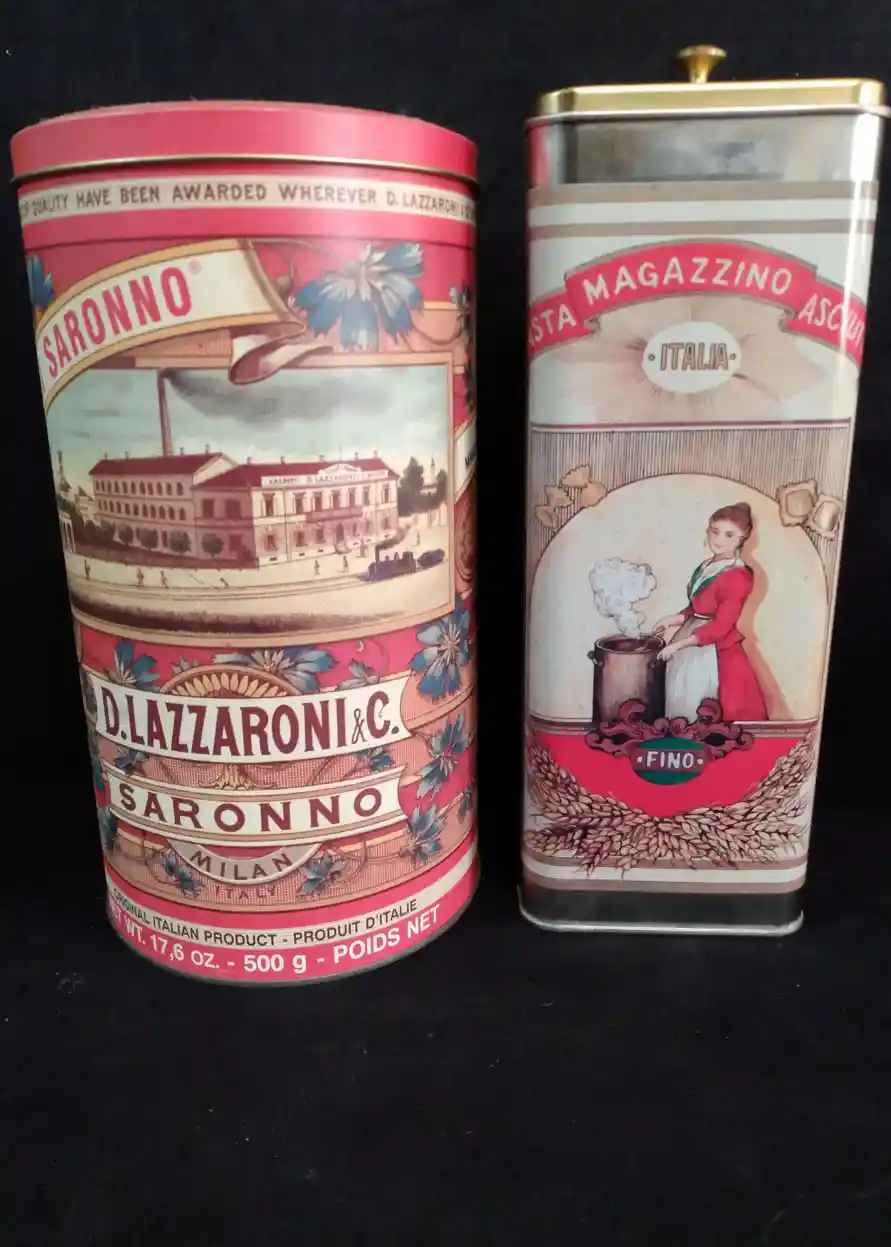 QUALITY HAVE BEEN AWARDED WHEREVER D. LAZZARONI &
SARONNO®
D. LAZZARONI
D.LAZZARONI & C.
SARONNO
MILAN
ITALY
ORIGINAL ITALIAN PRODUCT - PRODUIT D'ITALIE
WT. 17,6 OZ. - 500 g - POIDS NET
MAGAZZINO
·ITALIA·
·FINO·